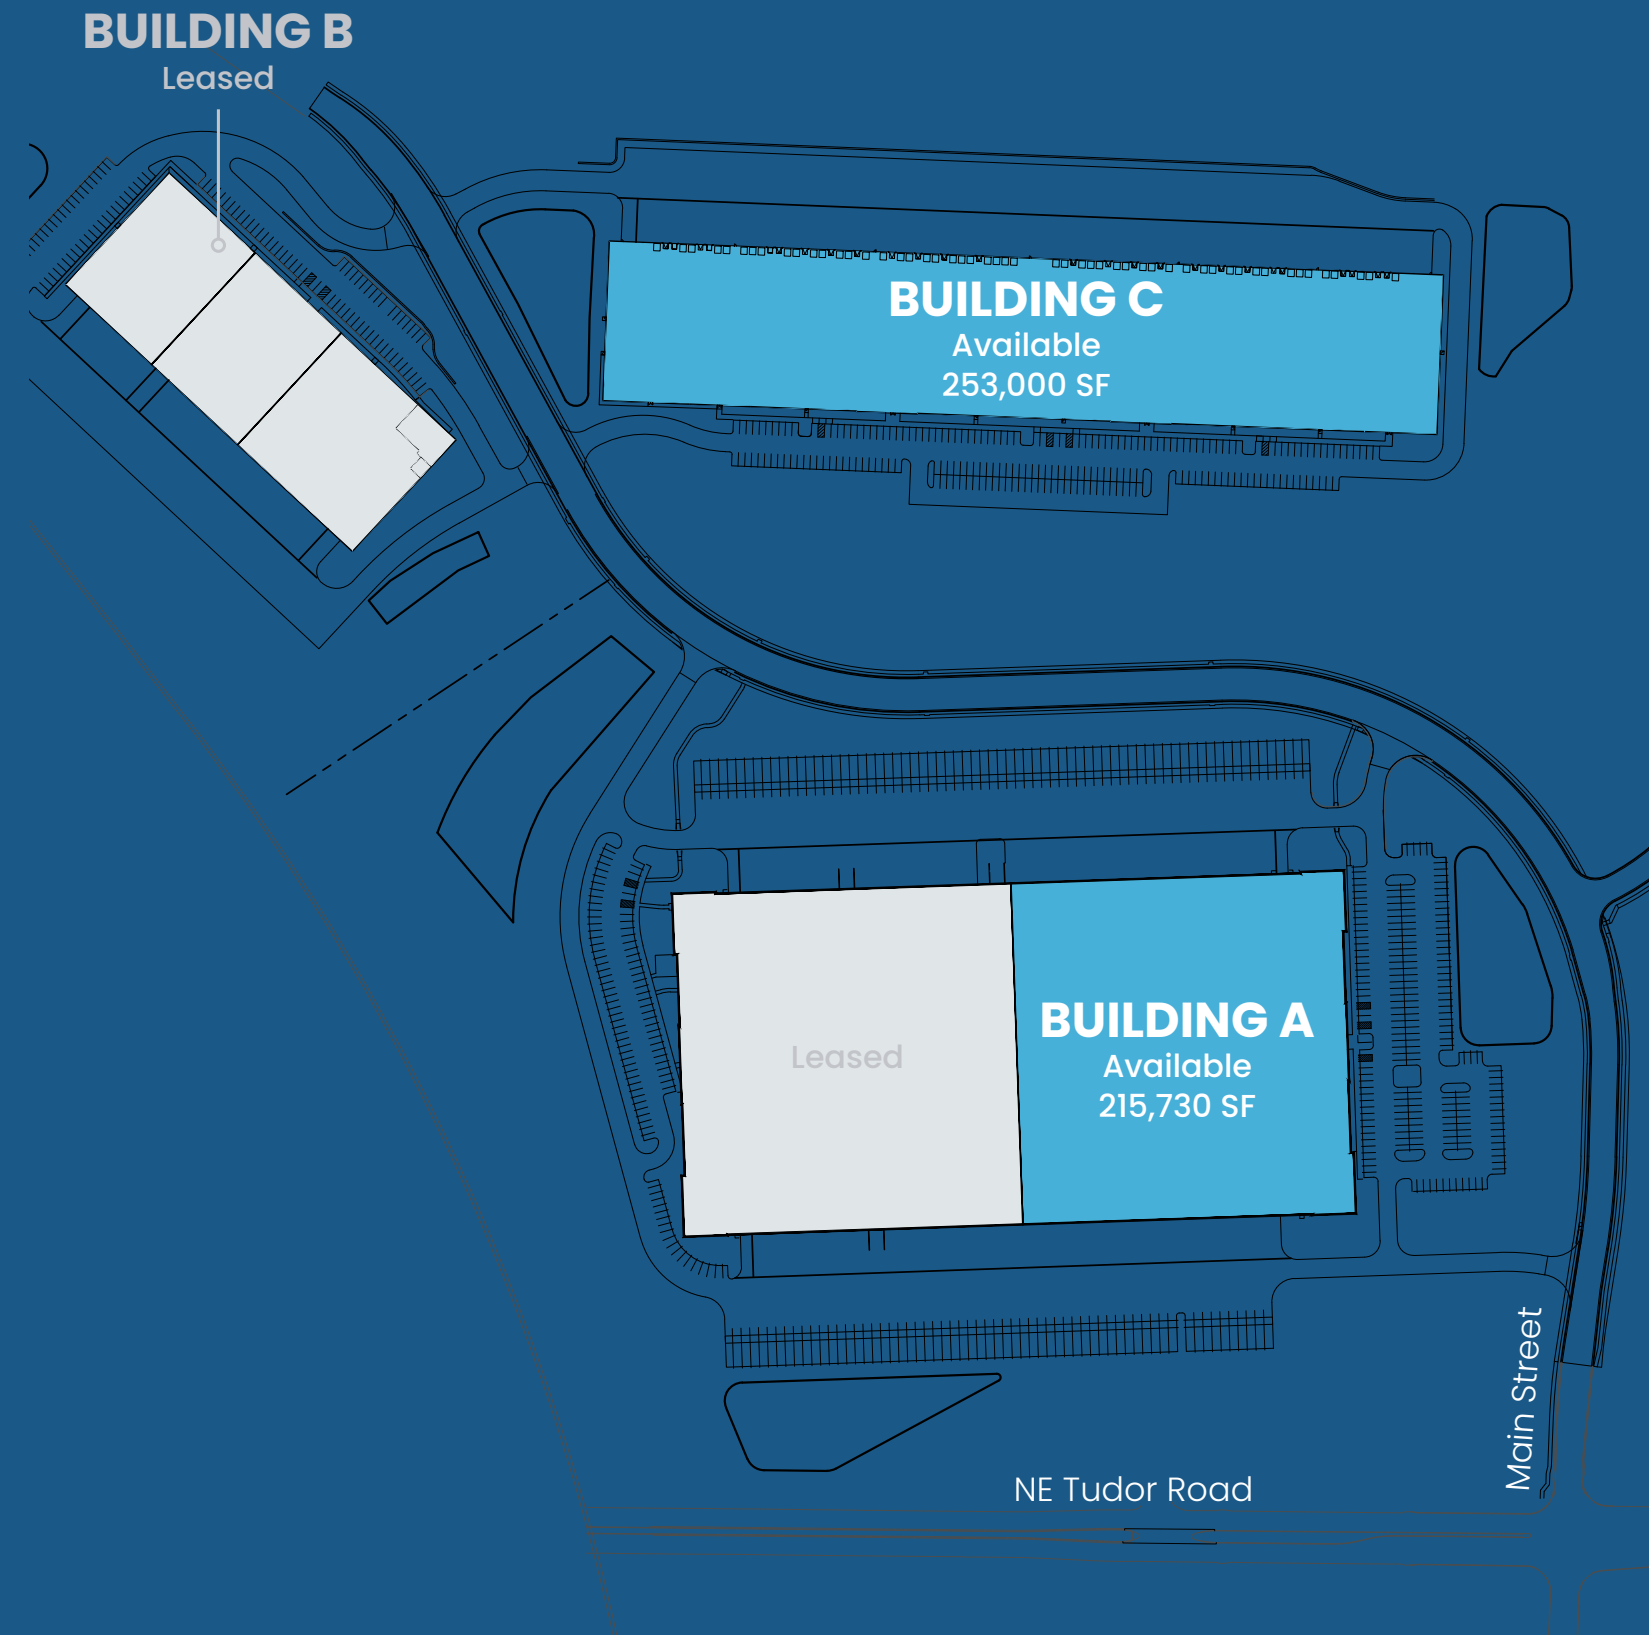 BUILDING B
Leased
BUILDING C
Available
253,000 SF
Leased
BUILDING A
Available
215,730 SF
Main Street
NE Tudor Road